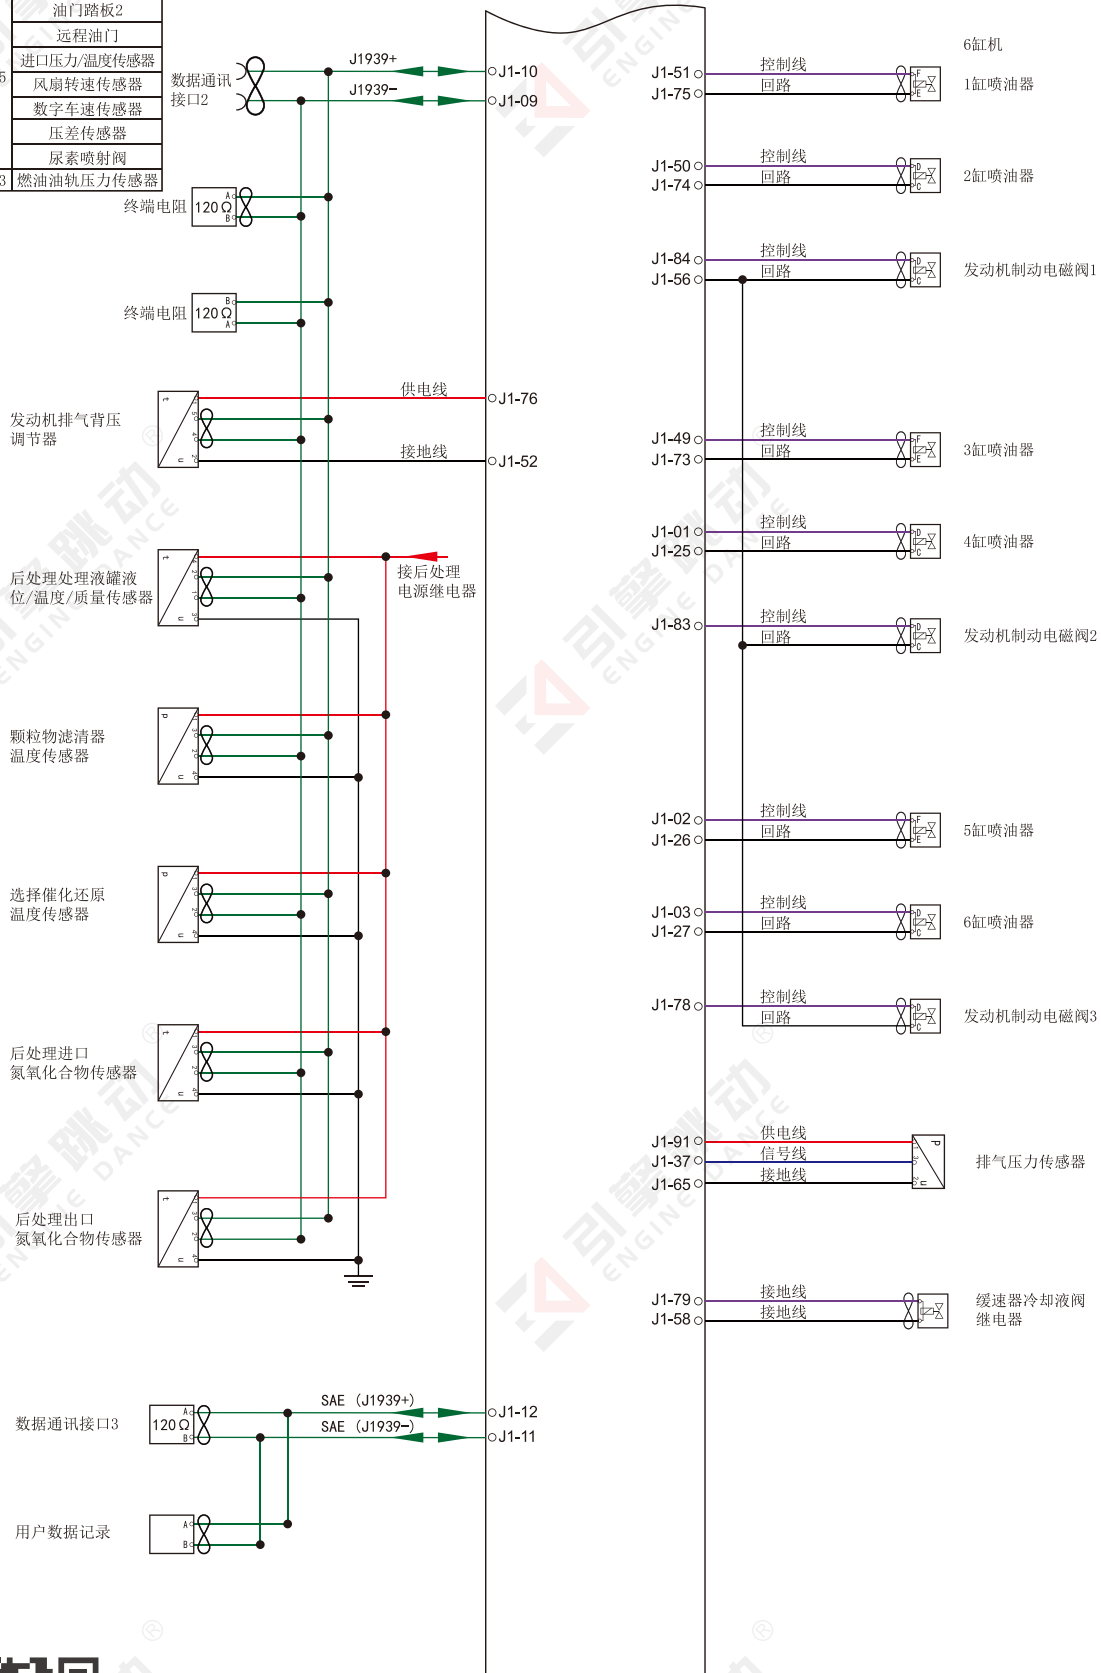 油门踏板2
远程油门
进口压力/温度传感器
5
风扇转速传感器
数字车速传感器
压差传感器
尿素喷射阀
3
燃油油轨压力传感器
数据通讯
接口2
J1939+
J1-10
J1939-
J1-09
终端电阻
120Ω
A
B
终端电阻
120Ω
B
A
发动机排气背压
调节器
供电线
J1-76
接地线
J1-52
后处理处理液罐液
位/温度/质量传感器
接后处理
电源继电器
颗粒物滤清器
温度传感器
选择催化还原
温度传感器
后处理进口
氮氧化合物传感器
后处理出口
氮氧化合物传感器
数据通讯接口3
120Ω
A
B
SAE (J1939+)
J1-12
SAE (J1939-)
J1-11
用户数据记录
A
B
6缸机
J1-51
控制线
F
1缸喷油器
J1-75
回路
E
J1-50
控制线
D
2缸喷油器
J1-74
回路
C
J1-84
控制线
D
发动机制动电磁阀1
J1-56
回路
C
J1-49
控制线
F
3缸喷油器
J1-73
回路
E
J1-01
控制线
D
4缸喷油器
J1-25
回路
C
J1-83
控制线
D
发动机制动电磁阀2
回路
C
J1-02
控制线
F
5缸喷油器
J1-26
回路
E
J1-03
控制线
D
6缸喷油器
J1-27
回路
C
J1-78
控制线
D
发动机制动电磁阀3
回路
C
J1-91
供电线
J1-37
信号线
排气压力传感器
J1-65
接地线
J1-79
接地线
缓速器冷却液阀
继电器
J1-58
接地线
引擎跳动
ENGINE DANCE